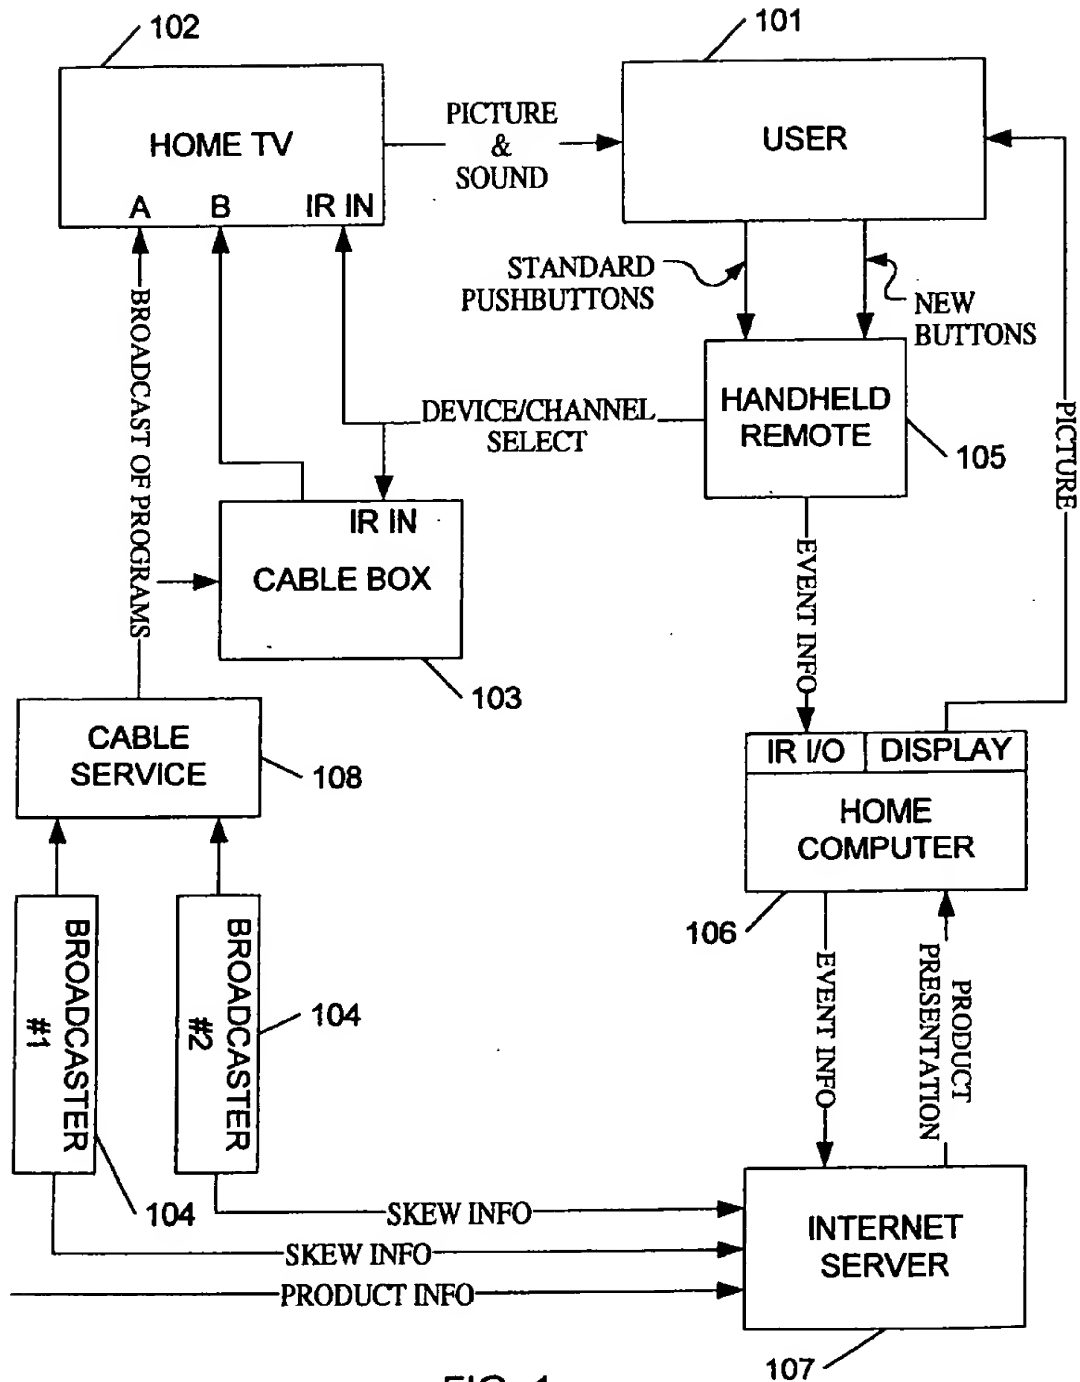 102
101
HOME TV
A
B
IR IN
PICTURE
&
SOUND
USER
STANDARD
PUSHBUTTONS
NEW
BUTTONS
BROADCAST OF PROGRAMS
DEVICE/CHANNEL
SELECT
HANDHELD
REMOTE
105
PICTURE
IR IN
CABLE BOX
103
EVENT INFO
CABLE
SERVICE
108
IR I/O
DISPLAY
HOME
COMPUTER
106
BROADCASTER
#1
104
BROADCASTER
#2
104
EVENT INFO
PRODUCT
PRESENTATION
SKEW INFO
SKEW INFO
PRODUCT INFO
INTERNET
SERVER
107
FIG. 1